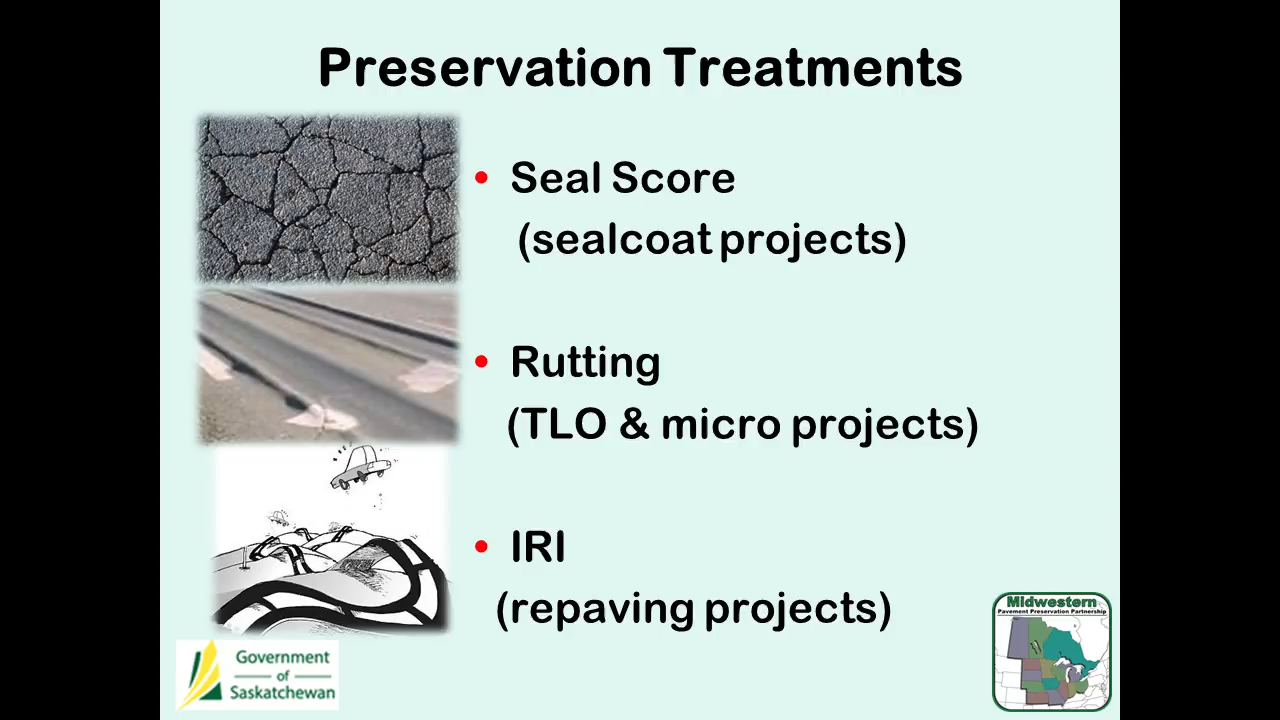 Preservation Treatments
• Seal Score
(sealcoat projects)
• Rutting
(TLO & micro projects)
• IRI
(repaving projects)
Government
of
Saskatchewan
Midwestern
Pavement Preservation Partnership